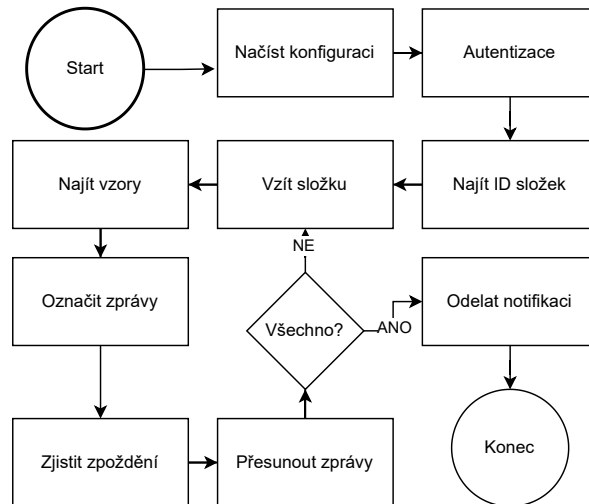 Start
Načíst konfiguraci
Autentizace
Najít vzory
Vzít složku
Najít ID složek
NE
Označit zprávy
Všechno?
ANO
Odelat notifikaci
Zjistit zpoždění
Přesunout zprávy
Konec